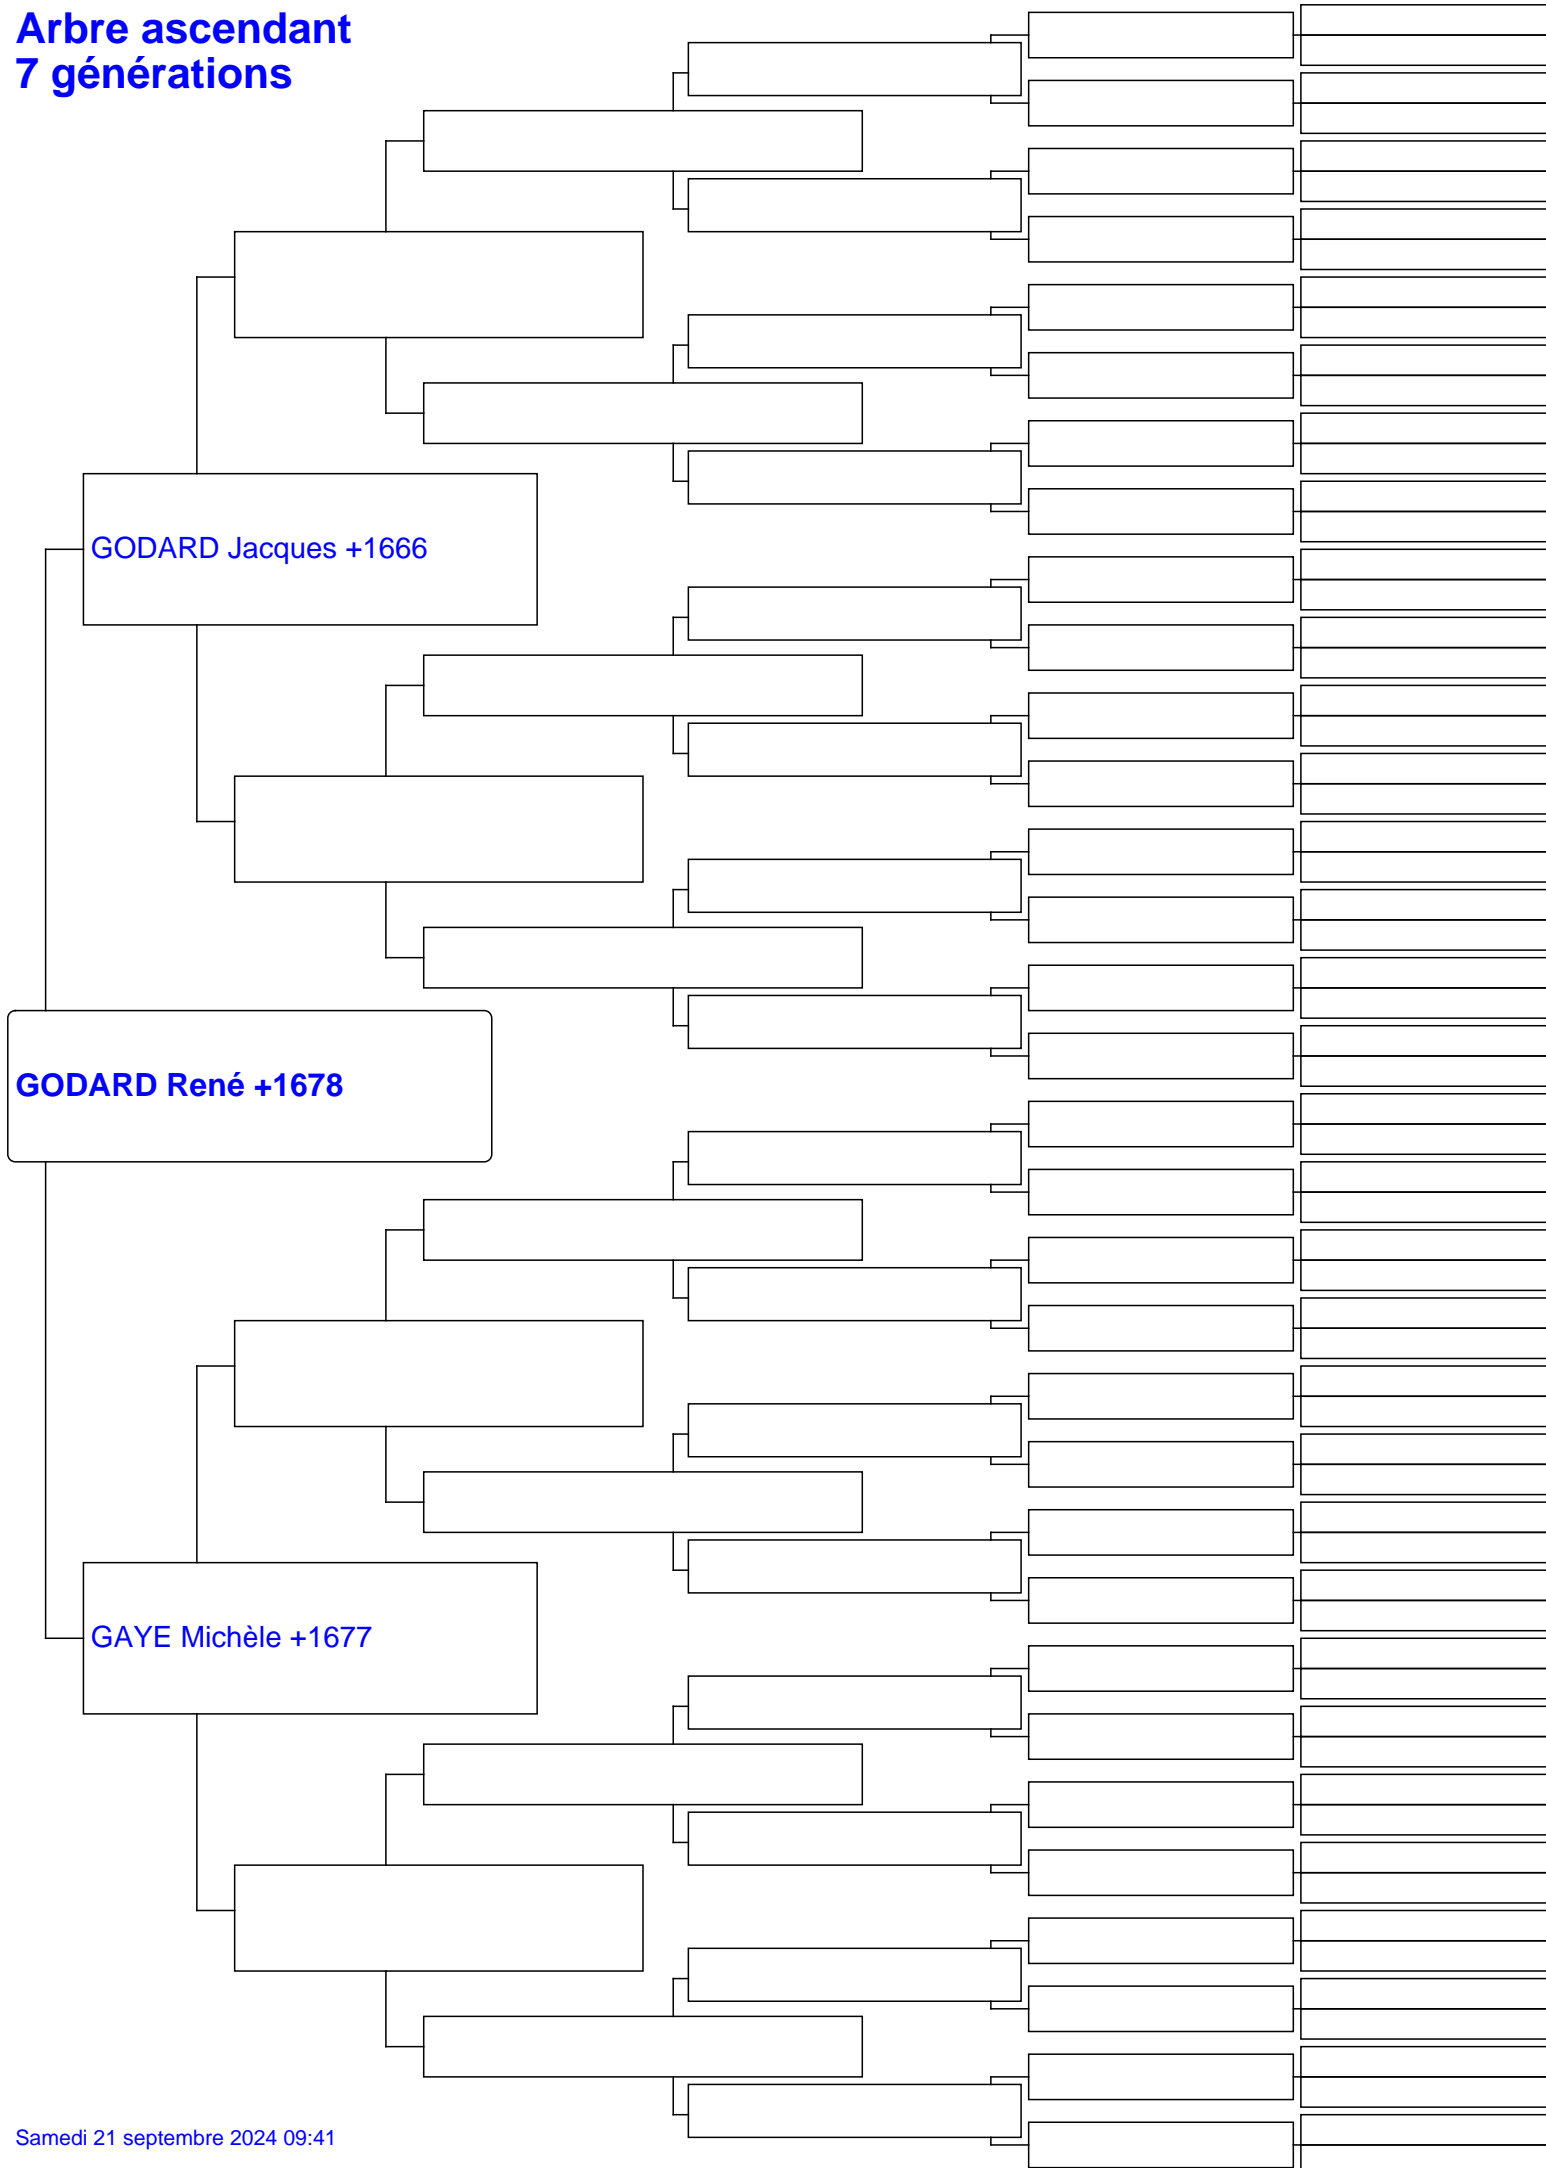 Arbre ascendant
7 générations
GODARD Jacques +1666
GODARD René +1678
GAYE Michèle +1677
Samedi 21 septembre 2024 09:41